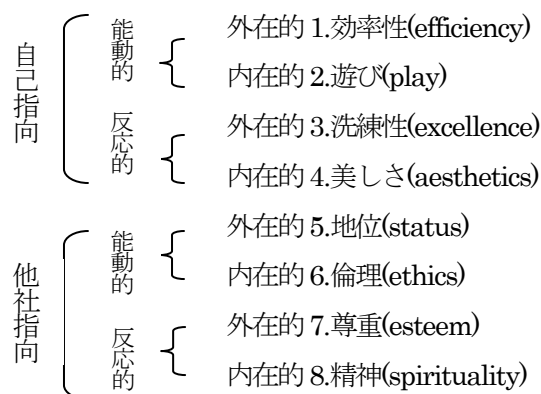 自己指向
能動的
外在的 1.効率性(efficiency)
内在的 2.遊び(play)
反応的
外在的 3.洗練性(excellence)
内在的 4.美しさ(aesthetics)
他社指向
能動的
外在的 5.地位(status)
内在的 6.倫理(ethics)
反応的
外在的 7.尊重(esteem)
内在的 8.精神(spirituality)